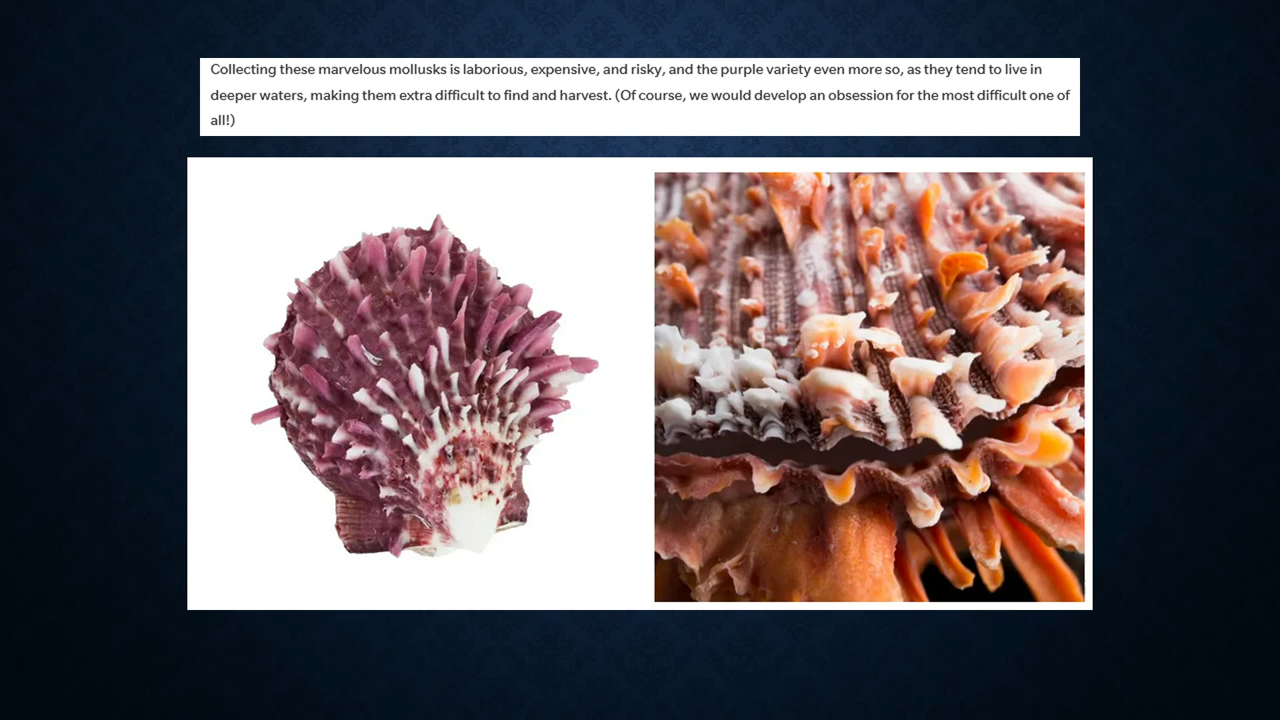 Collecting these marvelous mollusks is laborious, expensive, and risky, and the purple variety even more so, as they tend to live in
deeper waters, making them extra difficult to find and harvest. (Of course, we would develop an obsession for the most difficult one of
all!)